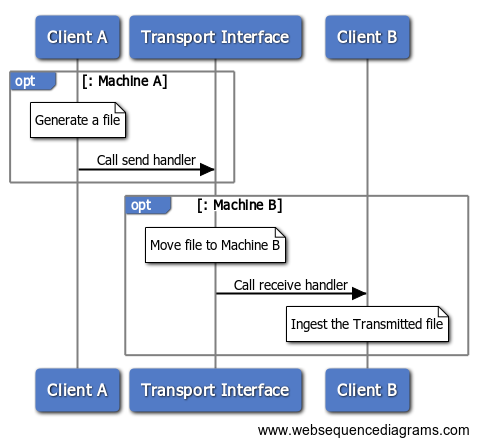 Client A
Transport Interface
Client B
opt
[: Machine A]
Generate a file
Call send handler
opt
[: Machine B]
Move file to Machine B
Call receive handler
Ingest the Transmitted file
Client A
Transport Interface
Client B
www.websequencediagrams.com